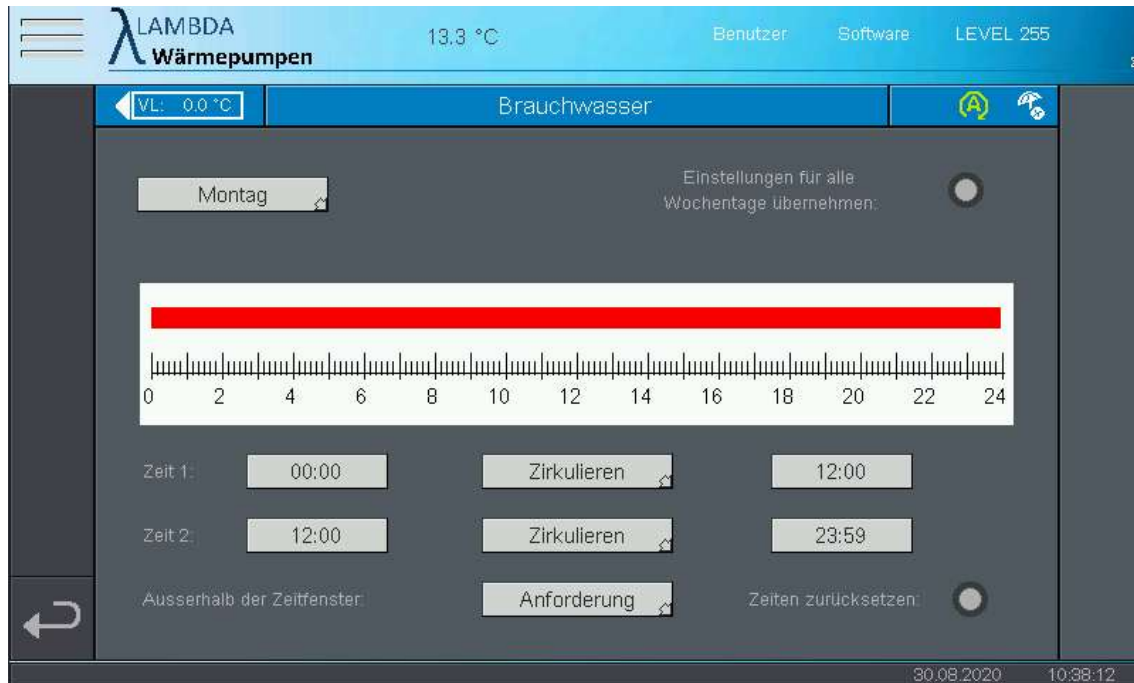 LAMBDA
Wärmepumpen
13.3 °C
Benutzer
Software
LEVEL 255
VL: 0.0 °C
Brauchwasser
A
Montag
Einstellungen für alle
Wochentage übernehmen:
0 2 4 6 8 10 12 14 16 18 20 22 24
Zeit 1: 00:00 Zirkulieren 12:00
Zeit 2: 12:00 Zirkulieren 23:59
Ausserhalb der Zeitfenster: Anforderung Zeiten zurücksetzen:
30.08.2020 10:38:12